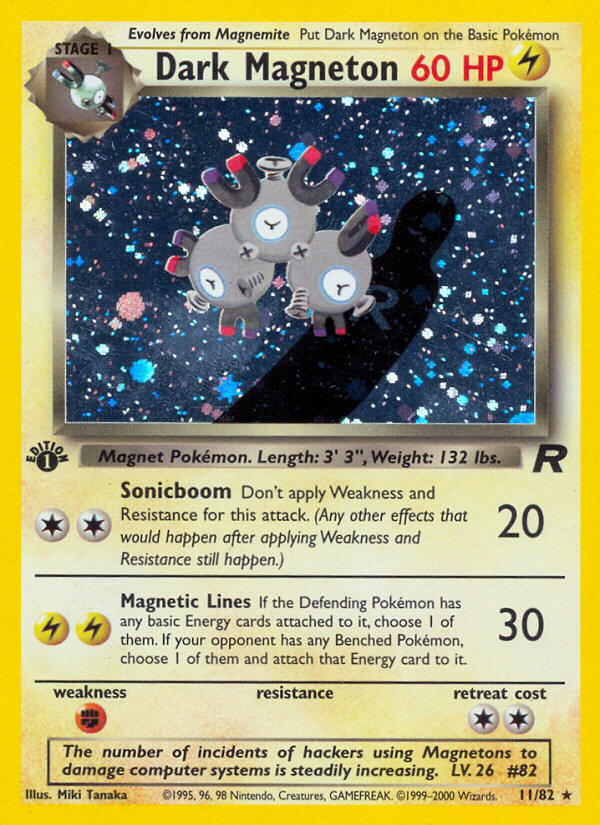 Evolves from Magnemite Put Dark Magneton on the Basic Pokémon
STAGE 1
Dark Magneton 60 HP
R
EDITION
1
Magnet Pokémon. Length: 3' 3", Weight: 132 lbs.
R
Sonicboom Don't apply Weakness and
Resistance for this attack. (Any other effects that
would happen after applying Weakness and
Resistance still happen.)
20
Magnetic Lines If the Defending Pokémon has
any basic Energy cards attached to it, choose 1 of
them. If your opponent has any Benched Pokémon,
choose 1 of them and attach that Energy card to it.
30
weakness resistance retreat cost
The number of incidents of hackers using Magnetons to
damage computer systems is steadily increasing. LV. 26 #82
Illus. Miki Tanaka ©1995, 96, 98 Nintendo, Creatures, GAMEFREAK. ©1999-2000 Wizards. 11/82 ★